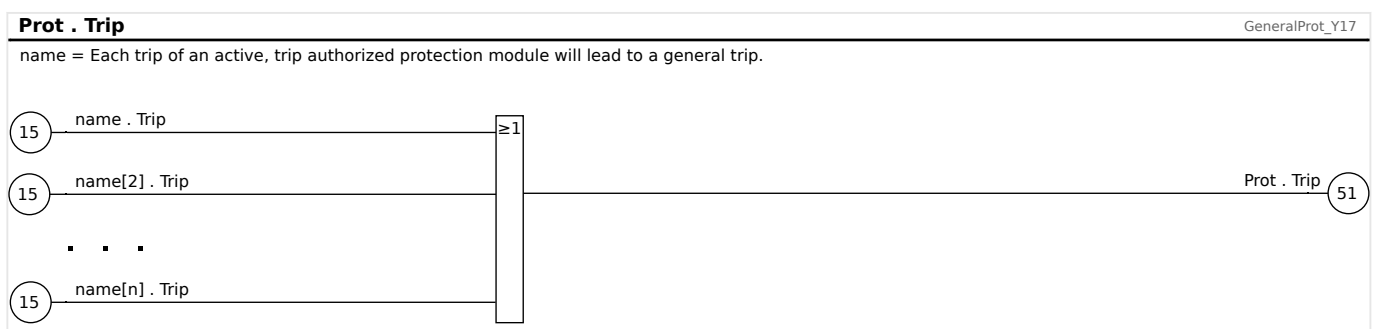 Prot . Trip
GeneralProt_Y17
name = Each trip of an active, trip authorized protection module will lead to a general trip.
15
name . Trip
≥1
15
name[2] . Trip
Prot . Trip
51
. . .
15
name[n] . Trip